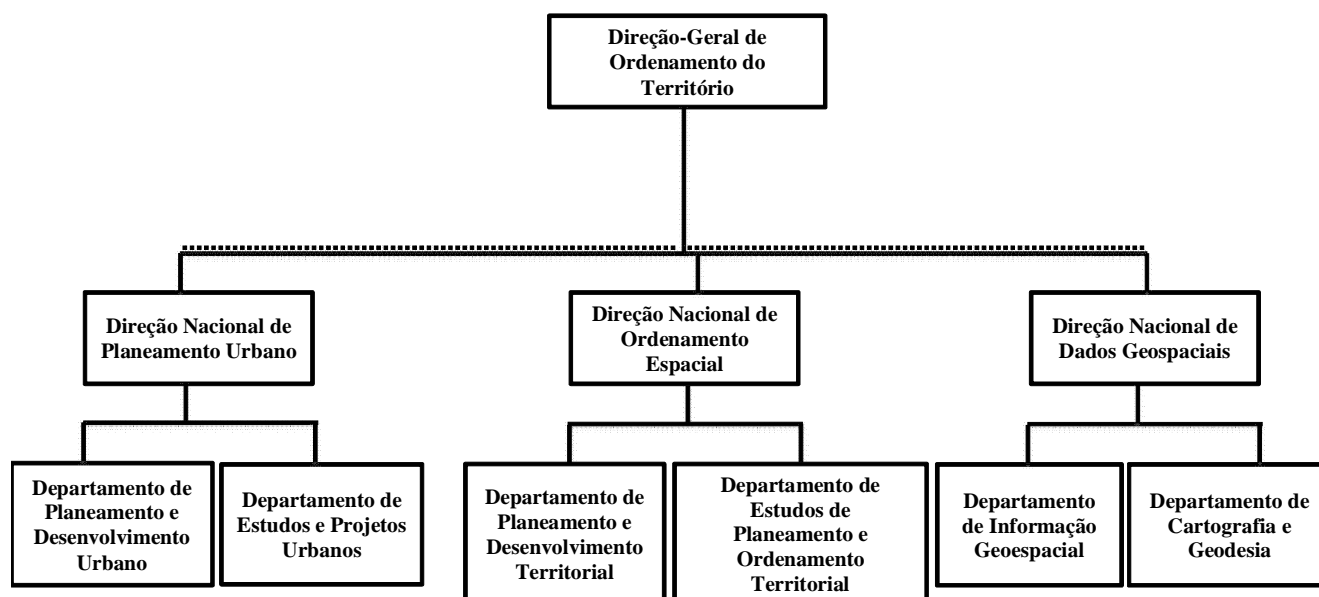 Direção-Geral de
Ordenamento do
Território
Direção Nacional de
Planeamento Urbano
Direção Nacional de
Ordenamento
Espacial
Direção Nacional de
Dados Geospaciais
Departamento de
Planeamento e
Desenvolvimento
Urbano
Departamento de
Estudos e Projetos
Urbanos
Departamento de
Planeamento e
Desenvolvimento
Territorial
Departamento de
Estudos de
Planeamento e
Ordenamento
Territorial
Departamento
de Informação
Geoespacial
Departamento de
Cartografia e
Geodesia